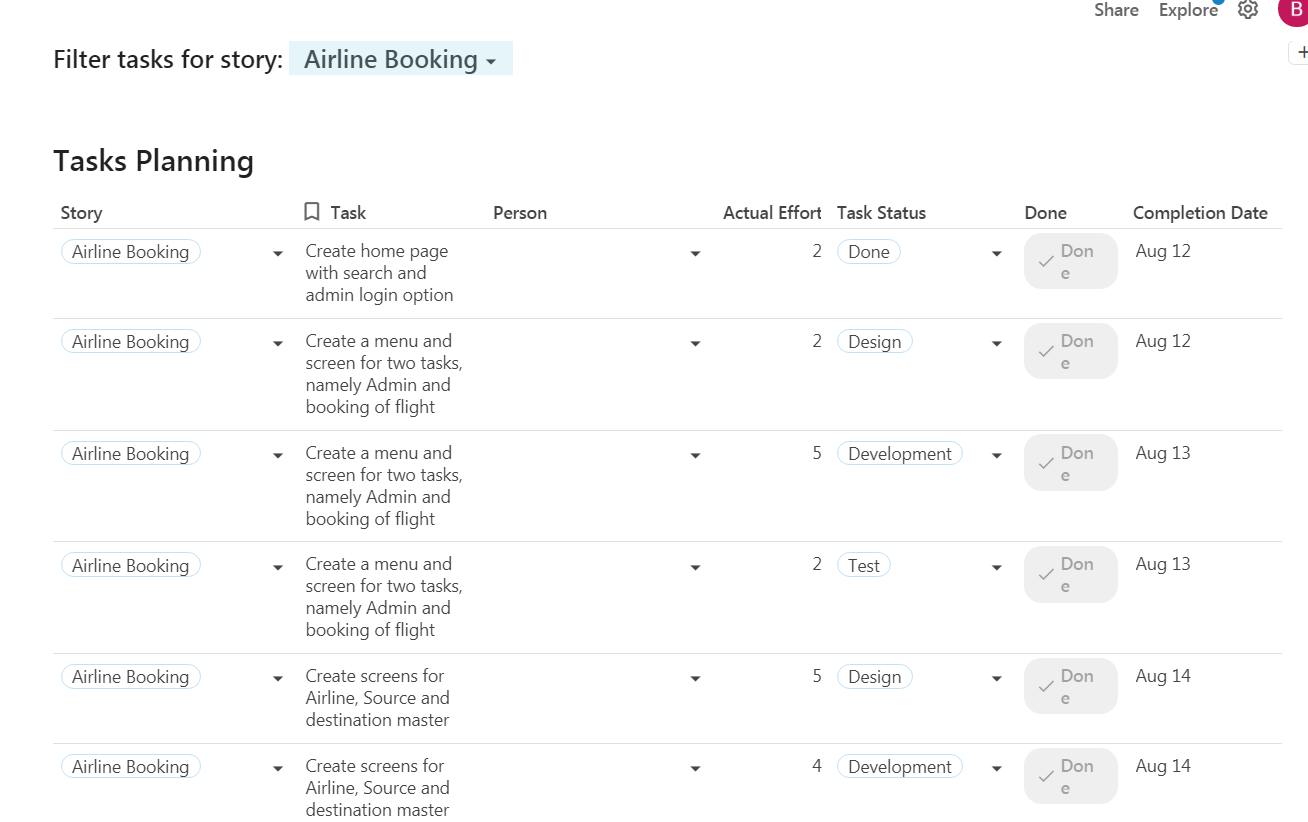 Share Explore B
Filter tasks for story: Airline Booking
+
Tasks Planning
Story Task Person Actual Effort Task Status Done Completion Date
Airline Booking Create home page 2 Done Don Aug 12
with search and e
admin login option
Airline Booking Create a menu and 2 Design Don Aug 12
screen for two tasks, e
namely Admin and
booking of flight
Airline Booking Create a menu and 5 Development Don Aug 13
screen for two tasks, e
namely Admin and
booking of flight
Airline Booking Create a menu and 2 Test Don Aug 13
screen for two tasks, e
namely Admin and
booking of flight
Airline Booking Create screens for 5 Design Don Aug 14
Airline, Source and e
destination master
Airline Booking Create screens for 4 Development Don Aug 14
Airline, Source and e
destination master